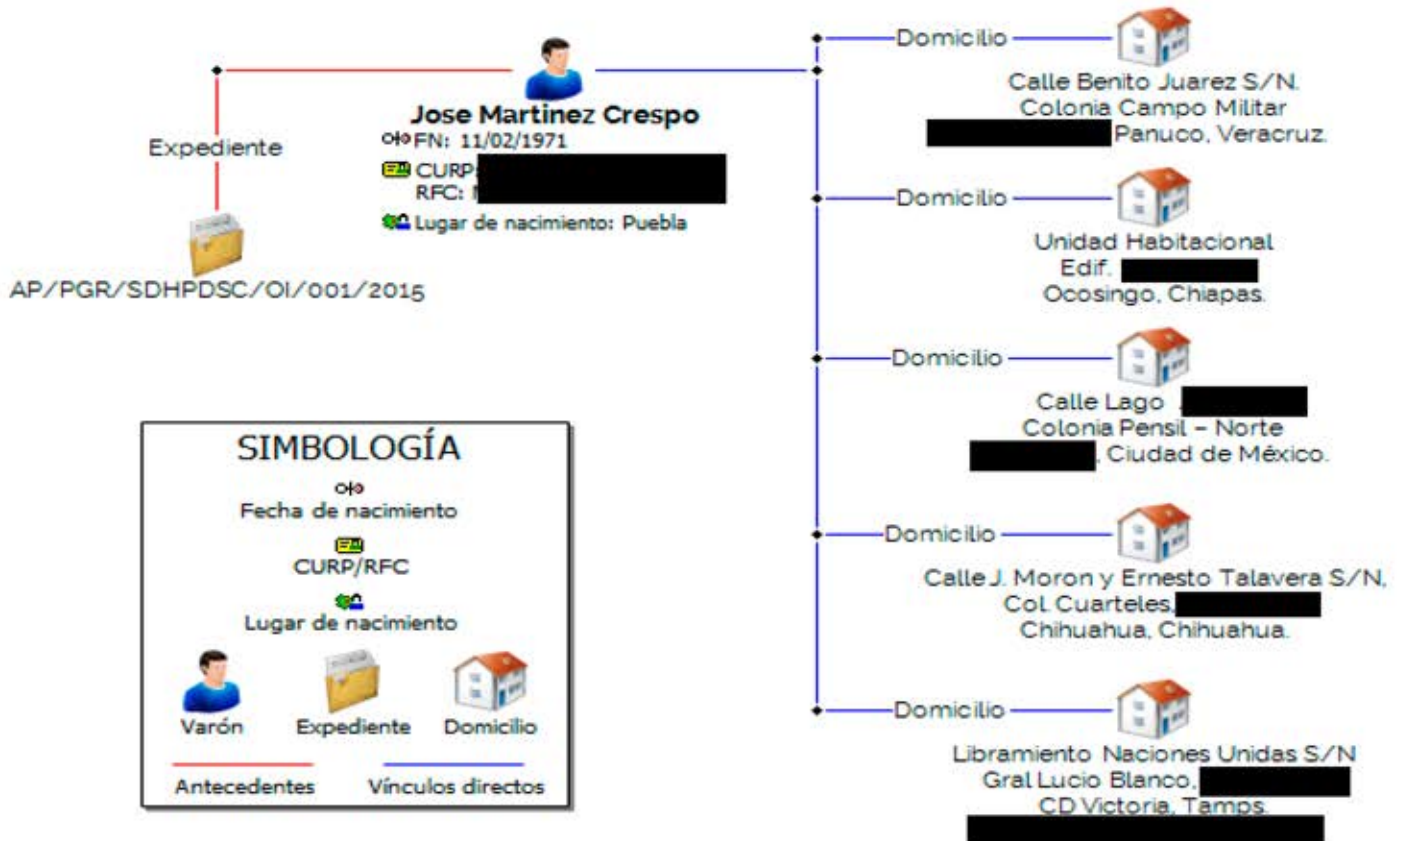 Jose Martinez Crespo
FN: 11/02/1971
CURP:
RFC:
Lugar de nacimiento: Puebla
Expediente
AP/PGR/SDHPDSC/OI/001/2015
Domicilio
Calle Benito Juarez S/N.
Colonia Campo Militar
Panuco, Veracruz.
Domicilio
Unidad Habitacional
Edif.
Ocosingo, Chiapas.
Domicilio
Calle Lago
Colonia Pensil – Norte
, Ciudad de México.
Domicilio
Calle J. Moron y Ernesto Talavera S/N,
Col. Cuarteles,
Chihuahua, Chihuahua.
Domicilio
Libramiento Naciones Unidas S/N
Gral Lucio Blanco,
CD Victoria, Tamps.
SIMBOLOGÍA
Fecha de nacimiento
CURP/RFC
Lugar de nacimiento
Varón
Expediente
Domicilio
Antecedentes
Vínculos directos